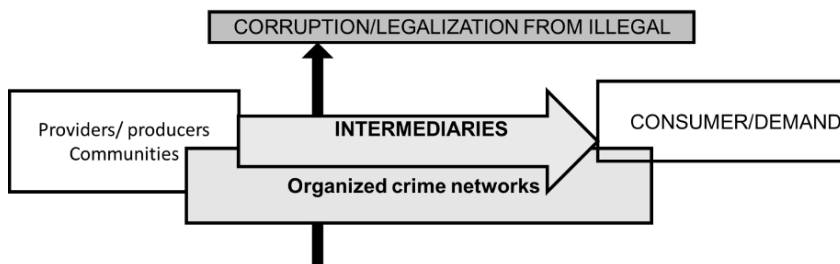 CORRUPTION/LEGALIZATION FROM ILLEGAL
Providers/ producers
Communities
INTERMEDIARIES
CONSUMER/DEMAND
Organized crime networks